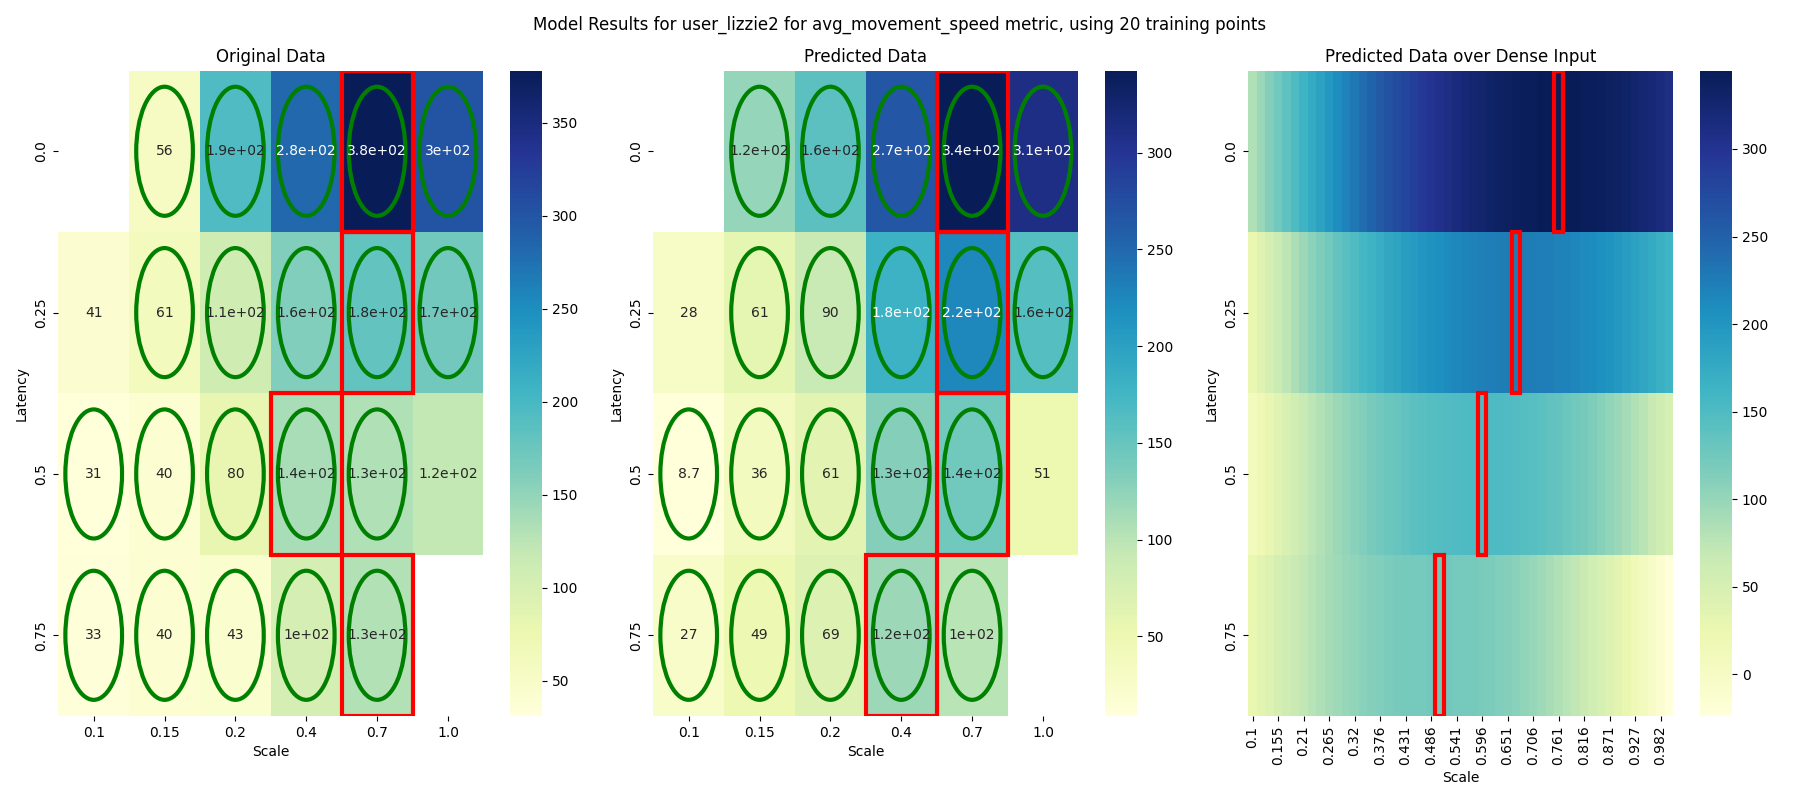 Model Results for user_lizzie2 for avg_movement_speed metric, using 20 training points
Original Data
Latency
0.0
0.25
0.5
0.75
56 1.9e+02 2.8e+02 3.8e+02 3e+02
41 61 1.1e+02 1.6e+02 1.8e+02 1.7e+02
31 40 80 1.4e+02 1.3e+02 1.2e+02
33 40 43 1e+02 1.3e+02
0.1 0.15 0.2 0.4 0.7 1.0
Scale
350
300
250
200
150
100
50
Predicted Data
Latency
0.0
0.25
0.5
0.75
1.2e+02 1.6e+02 2.7e+02 3.4e+02 3.1e+02
28 61 90 1.8e+02 2.2e+02 1.6e+02
8.7 36 61 1.3e+02 1.4e+02 51
27 49 69 1.2e+02 1e+02
0.1 0.15 0.2 0.4 0.7 1.0
Scale
300
250
200
150
100
50
Predicted Data over Dense Input
Latency
0.0
0.25
0.5
0.75
0.1 0.155 0.21 0.265 0.32 0.376 0.431 0.486 0.541 0.596 0.651 0.706 0.761 0.816 0.871 0.927 0.982
Scale
300
250
200
150
100
50
0